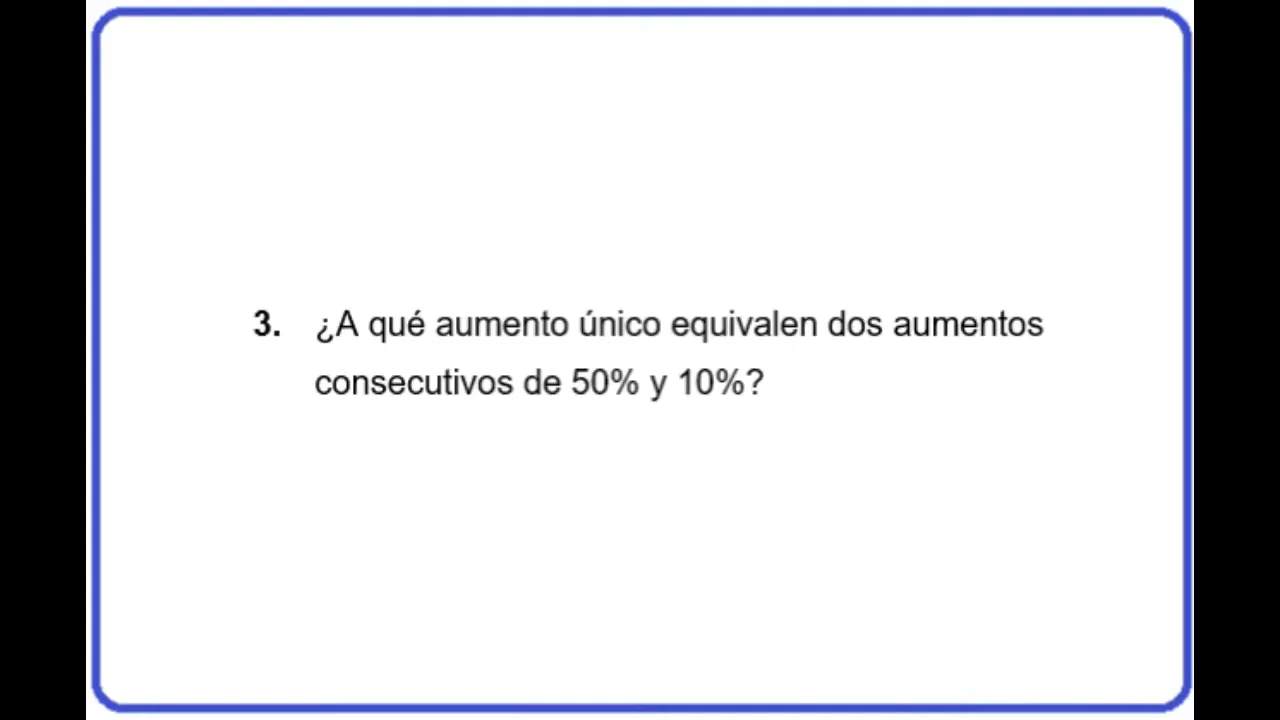 3. ¿A qué aumento único equivalen dos aumentos
consecutivos de 50% y 10%?